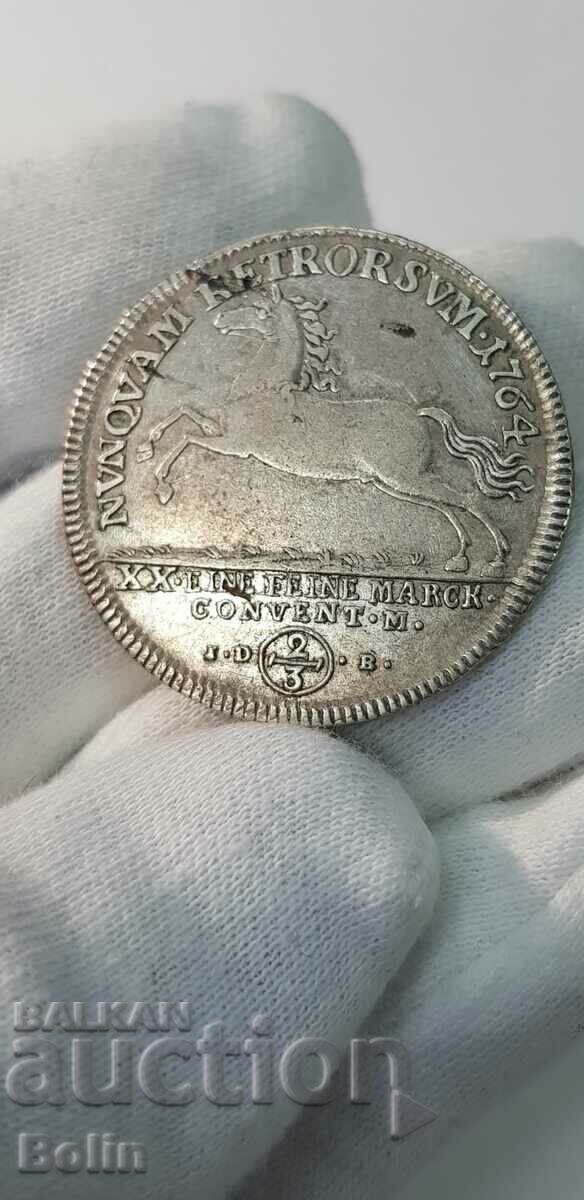 NVNQVAM RETRORSVM · 1764
XX · EINE FEINE MARCK ·
CONVENT · M ·
I · D · 2/3 · B ·
BALKAN
auction
Bolin